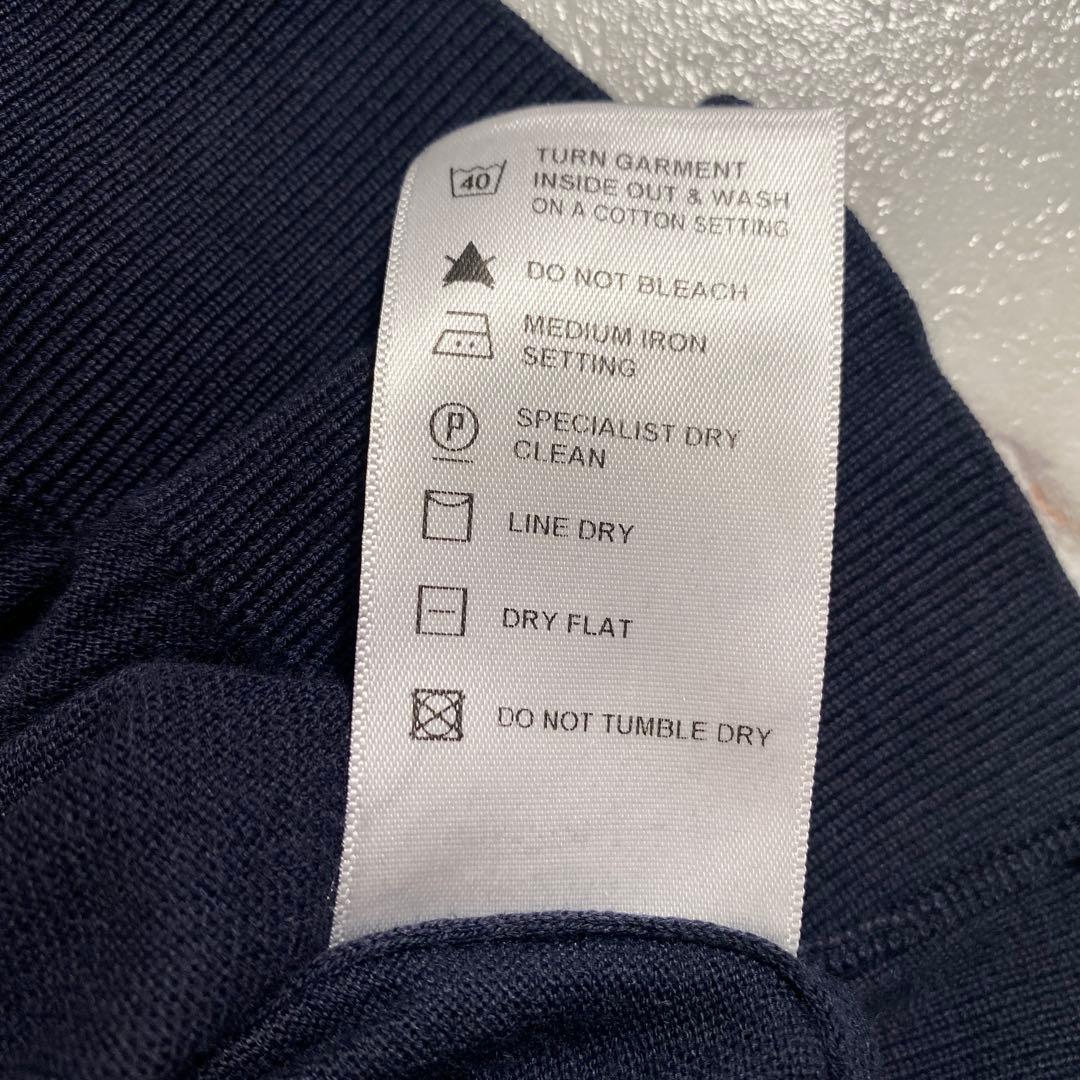 40 TURN GARMENT
INSIDE OUT & WASH
ON A COTTON SETTING
DO NOT BLEACH
MEDIUM IRON
SETTING
P SPECIALIST DRY
CLEAN
LINE DRY
DRY FLAT
DO NOT TUMBLE DRY